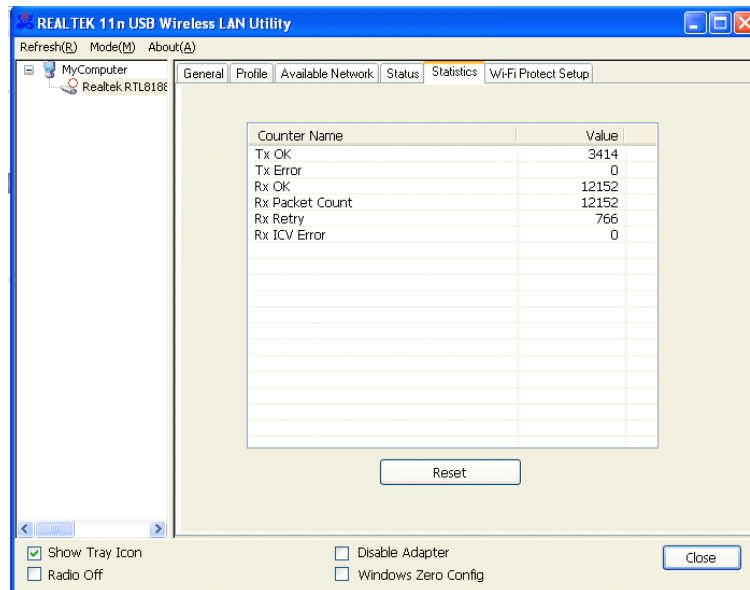 REALTEK 11n USB Wireless LAN Utility
Refresh(R) Mode(M) About(A)
MyComputer
Realtek RTL8188
General Profile Available Network Status Statistics Wi-Fi Protect Setup
Counter Name Value
Tx OK 3414
Tx Error 0
Rx OK 12152
Rx Packet Count 12152
Rx Retry 766
Rx ICV Error 0
Reset
Show Tray Icon Disable Adapter
Radio Off Windows Zero Config
Close